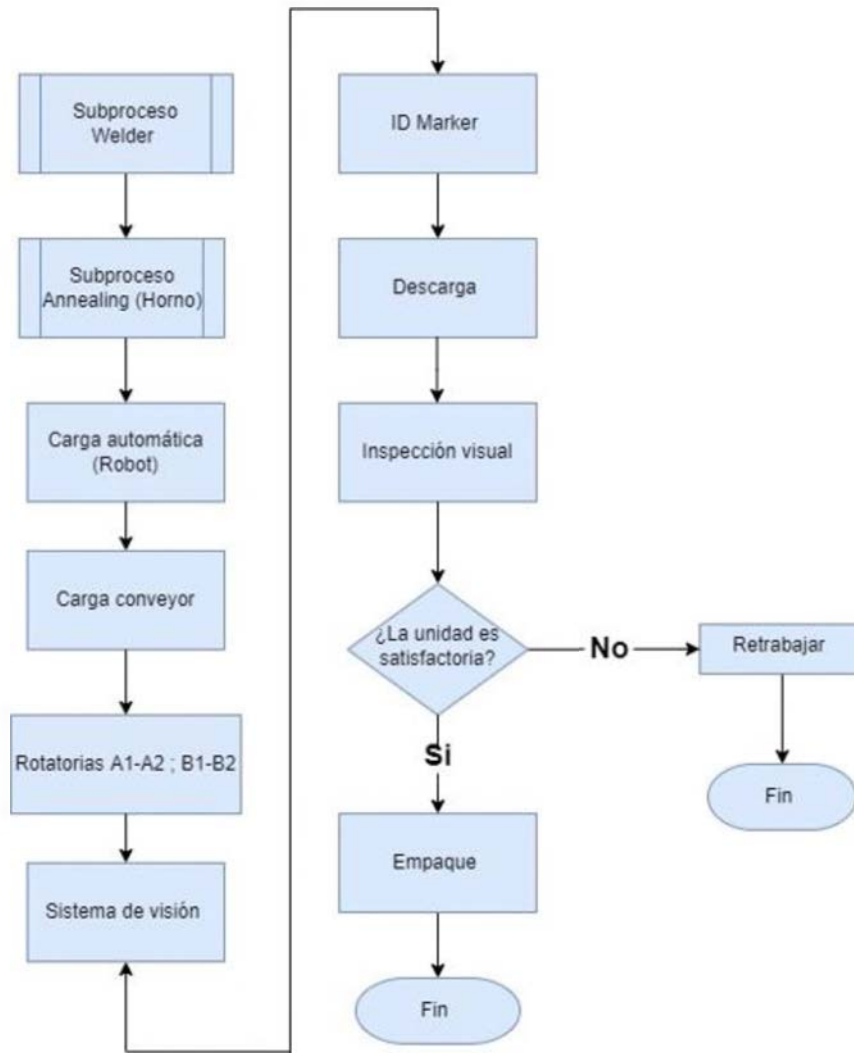 Subproceso
Welder
Subproceso
Annealing (Horno)
Carga automática
(Robot)
Carga conveyor
Rotatorias A1-A2 ; B1-B2
Sistema de visión
ID Marker
Descarga
Inspección visual
¿La unidad es
satisfactoria?
No
Retrabajar
Fin
Si
Empaque
Fin